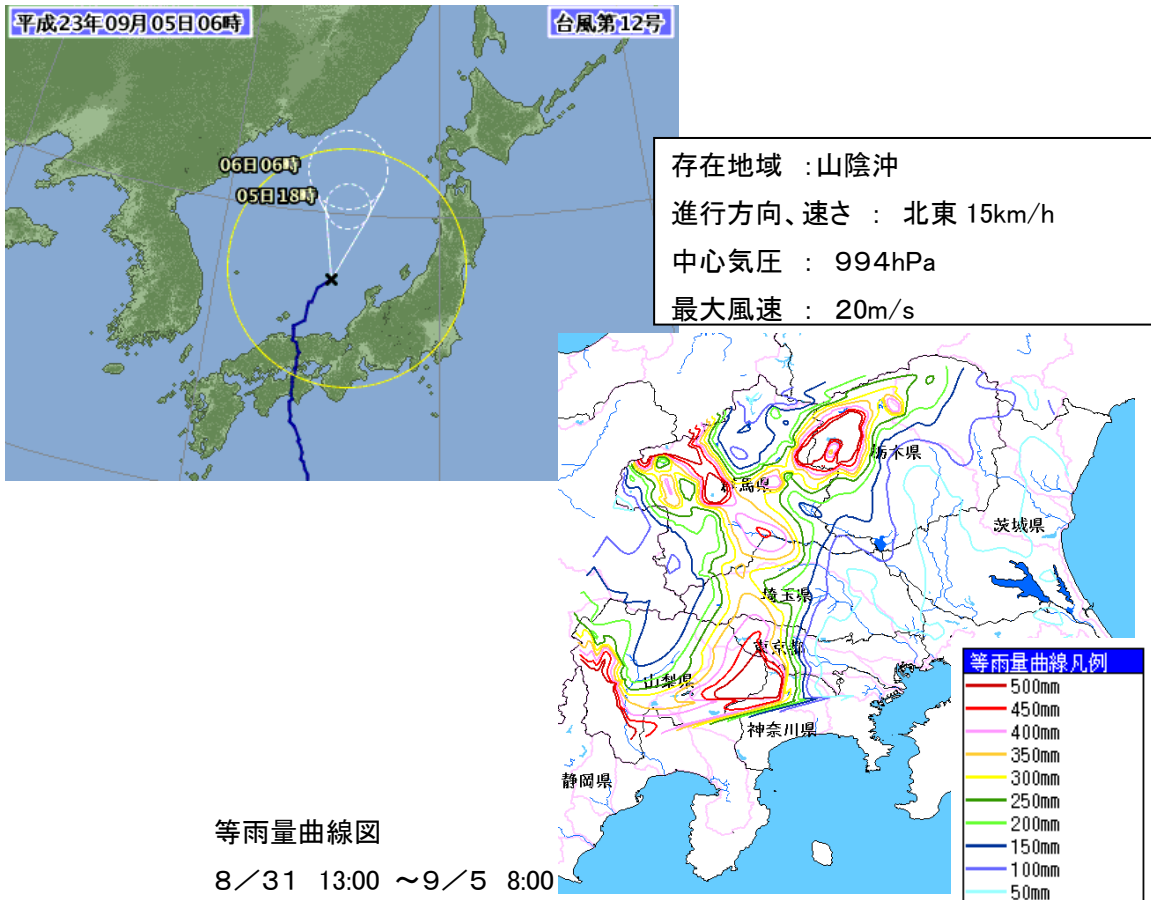 平成23年09月05日06時
台風第12号
06日06時
05日18時
存在地域 ：山陰沖
進行方向、速さ ： 北東 15km/h
中心気圧 ： 994hPa
最大風速 ： 20m/s
栃木県
群馬県
茨城県
埼玉県
東京都
山梨県
神奈川県
静岡県
等雨量曲線凡例
500mm
450mm
400mm
350mm
300mm
250mm
200mm
150mm
100mm
50mm
等雨量曲線図
8／31 13:00 ～9／5 8:00